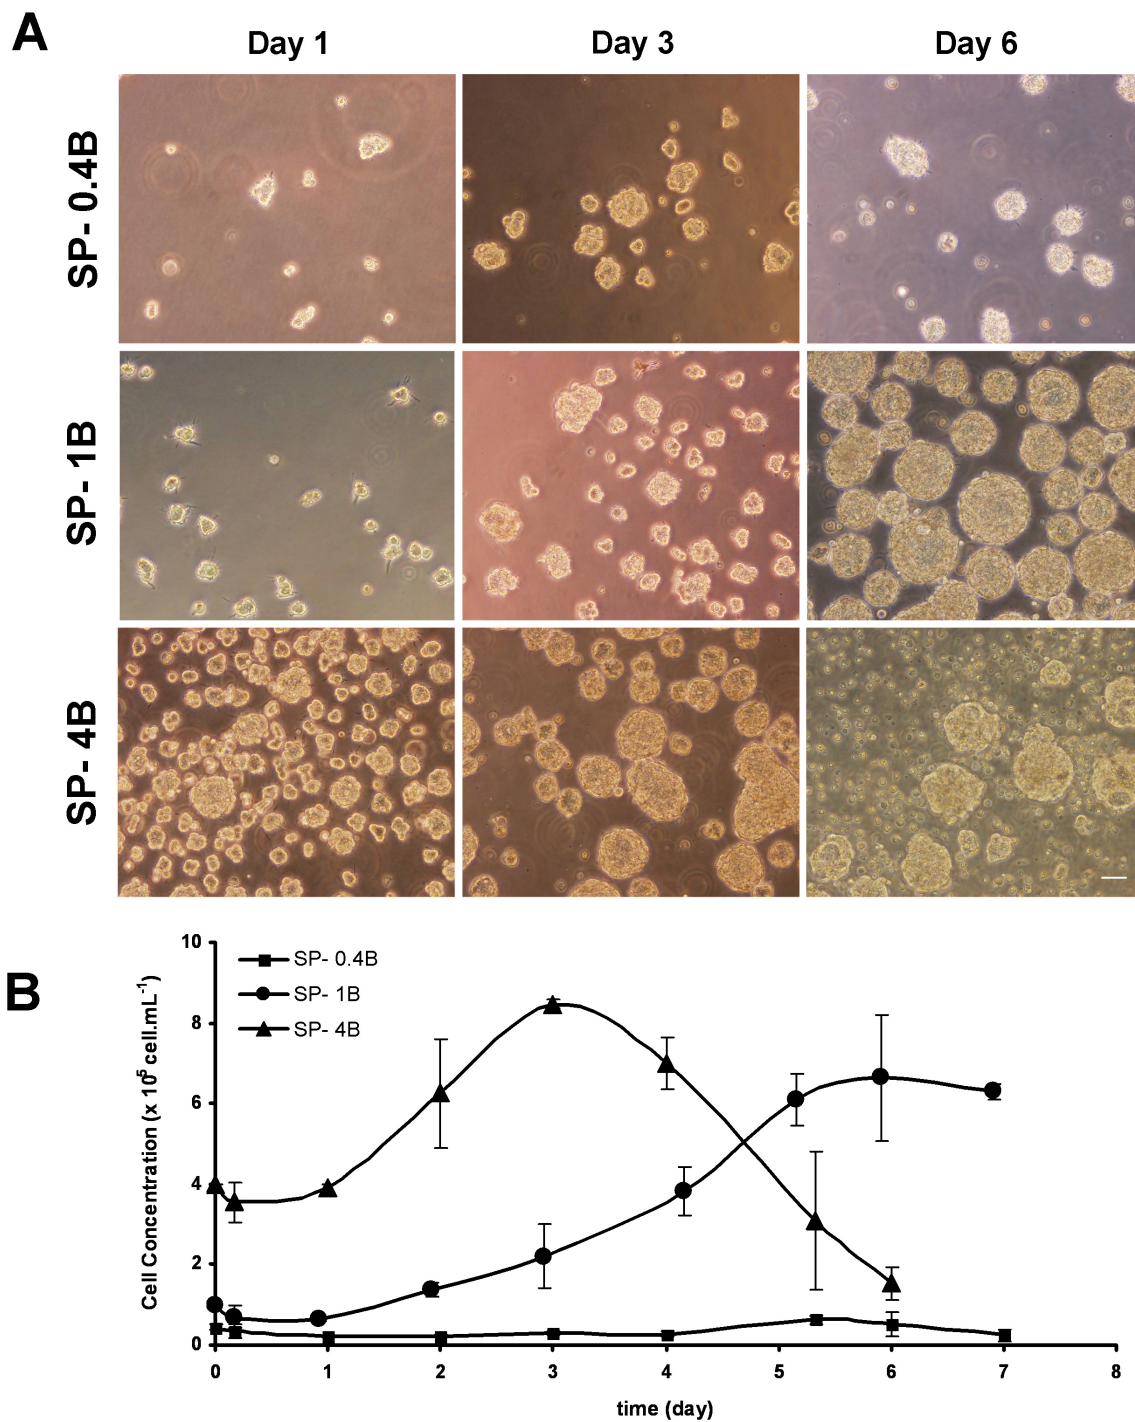 A
Day 1 Day 3 Day 6
SP- 0.4B
SP- 1B
SP- 4B
B
Cell Concentration (x 10⁵ cell.mL⁻¹)
10
8
6
4
2
0
SP- 0.4B
SP- 1B
SP- 4B
0 1 2 3 4 5 6 7 8
time (day)